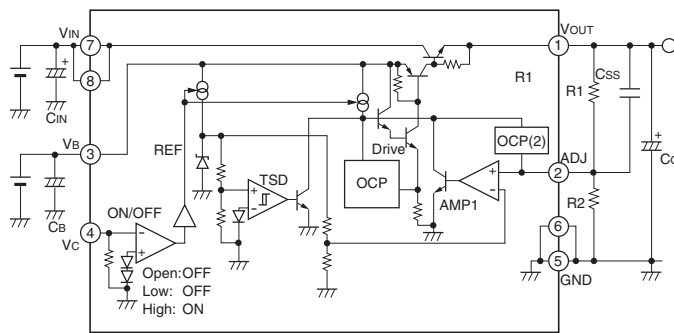 VIN
7
8
CIN
+
VB
3
CB
4
VC
REF
ON/OFF
−
+
Open:OFF
Low: OFF
High: ON
TSD
+
−
OCP
Drive
AMP1
+
−
OCP(2)
R1
VOUT
1
ADJ
2
6
5
GND
R1
CSS
R2
+
CO